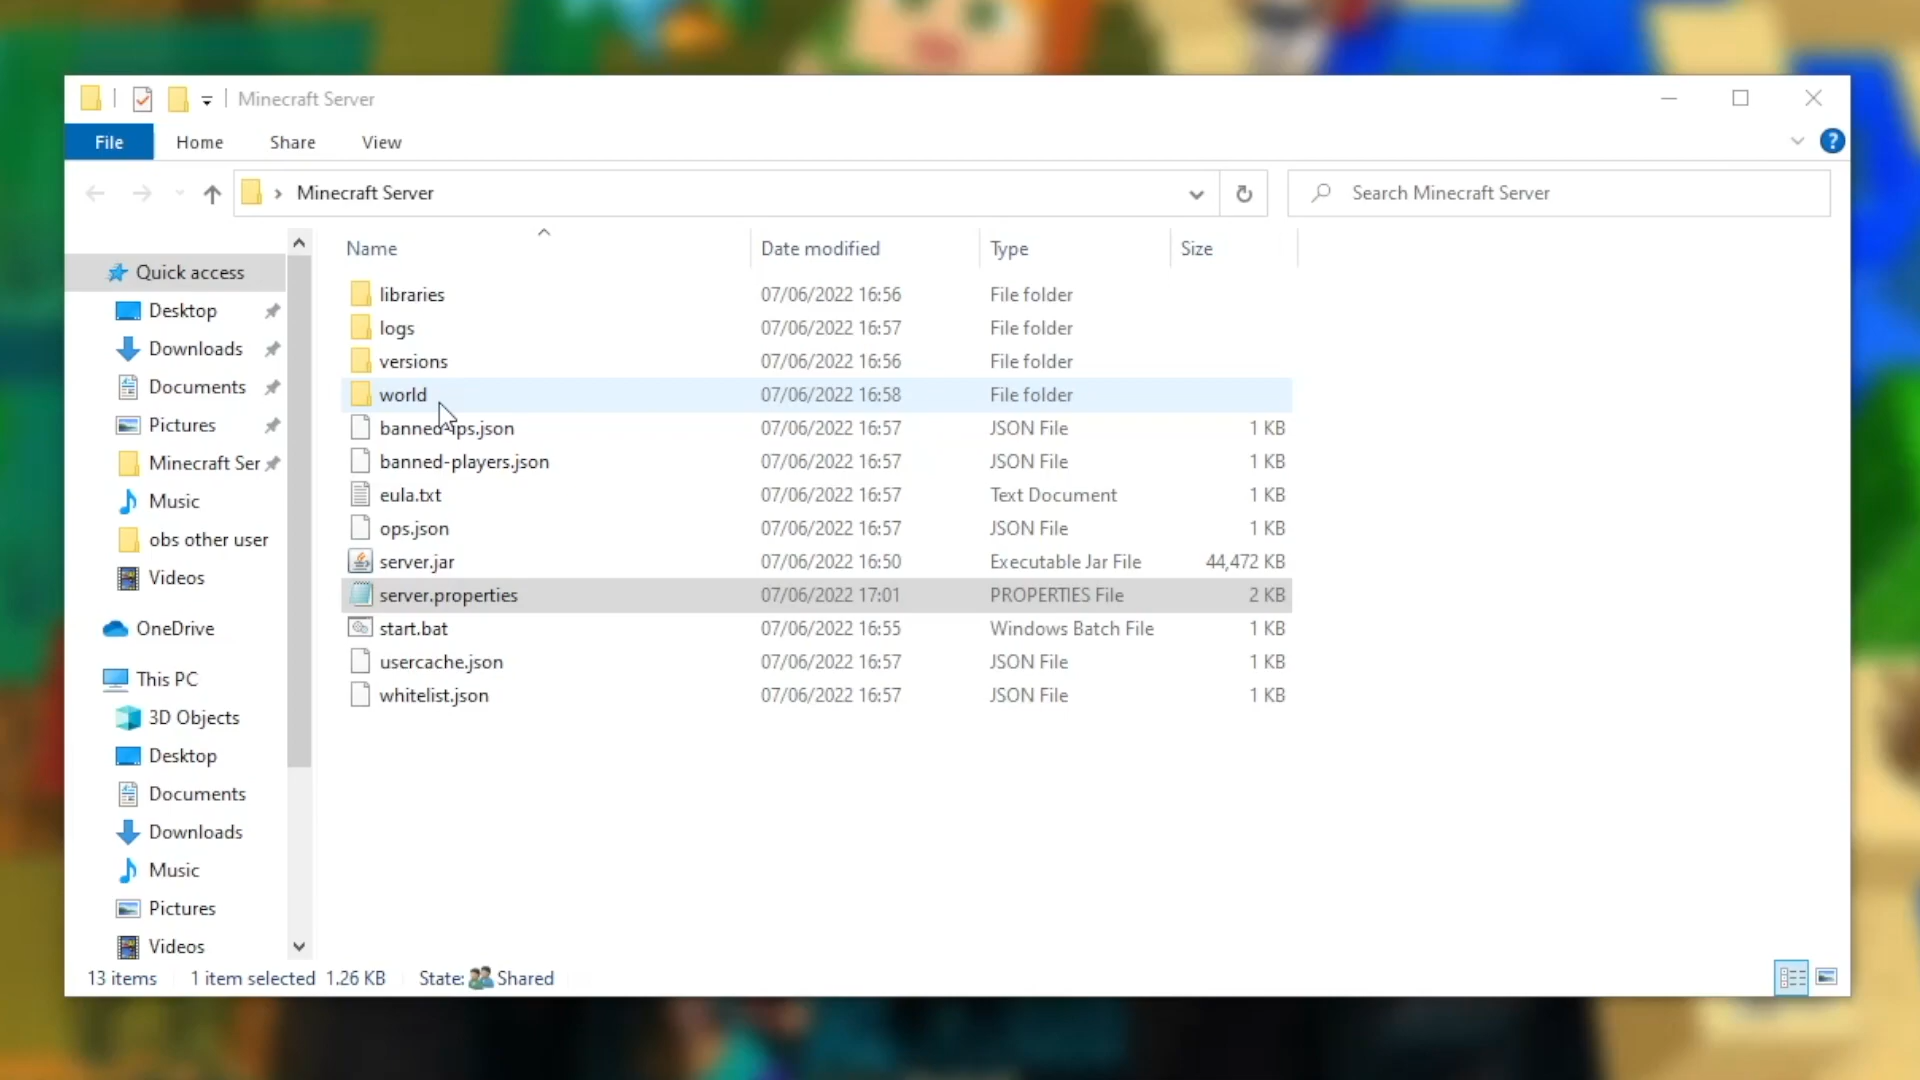 Minecraft Server
File Home Share View
Minecraft Server
Search Minecraft Server
Name Date modified Type Size
Quick access
Desktop
Downloads
Documents
Pictures
Minecraft Ser
Music
obs other user
Videos
OneDrive
This PC
3D Objects
Desktop
Documents
Downloads
Music
Pictures
Videos
libraries 07/06/2022 16:56 File folder
logs 07/06/2022 16:57 File folder
versions 07/06/2022 16:56 File folder
world 07/06/2022 16:58 File folder
banned-ips.json 07/06/2022 16:57 JSON File 1 KB
banned-players.json 07/06/2022 16:57 JSON File 1 KB
eula.txt 07/06/2022 16:57 Text Document 1 KB
ops.json 07/06/2022 16:57 JSON File 1 KB
server.jar 07/06/2022 16:50 Executable Jar File 44,472 KB
server.properties 07/06/2022 17:01 PROPERTIES File 2 KB
start.bat 07/06/2022 16:55 Windows Batch File 1 KB
usercache.json 07/06/2022 16:57 JSON File 1 KB
whitelist.json 07/06/2022 16:57 JSON File 1 KB
13 items 1 item selected 1.26 KB State: Shared